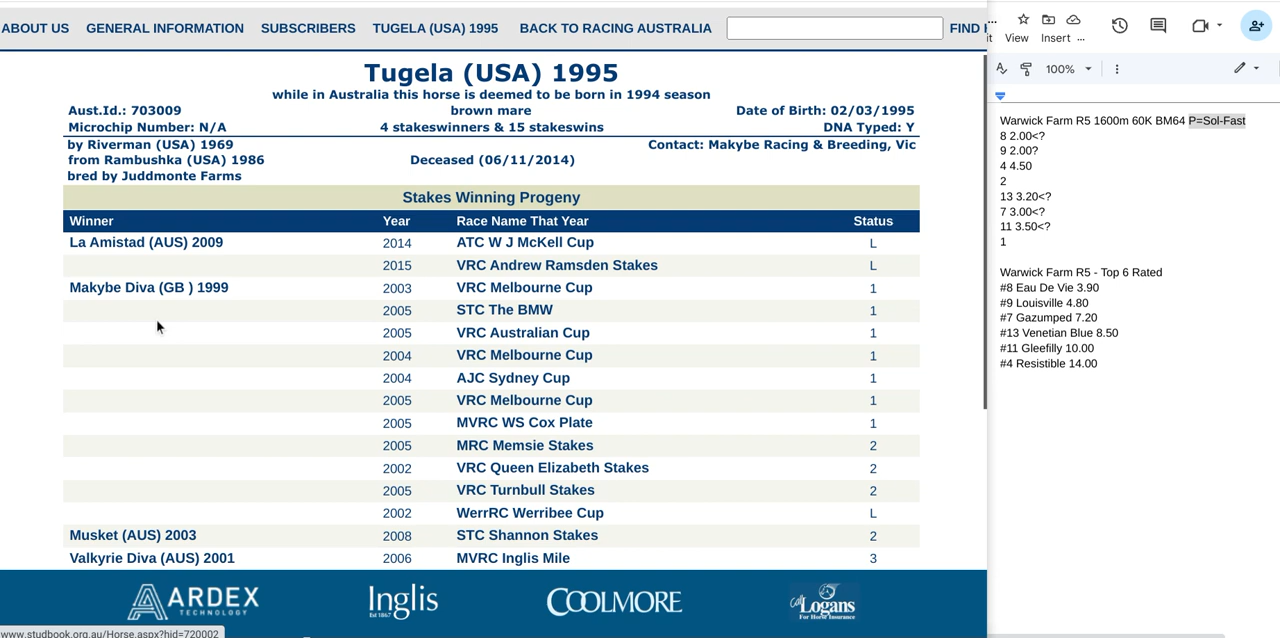 ABOUT US GENERAL INFORMATION SUBSCRIBERS TUGELA (USA) 1995 BACK TO RACING AUSTRALIA FIND
Tugela (USA) 1995
while in Australia this horse is deemed to be born in 1994 season
Aust.Id.: 703009 brown mare Date of Birth: 02/03/1995
Microchip Number: N/A 4 stakeswinners & 15 stakeswins DNA Typed: Y
by Riverman (USA) 1969 Contact: Makybe Racing & Breeding, Vic
from Rambushka (USA) 1986 Deceased (06/11/2014)
bred by Juddmonte Farms
Stakes Winning Progeny
Winner Year Race Name That Year Status
La Amistad (AUS) 2009 2014 ATC W J McKell Cup L
2015 VRC Andrew Ramsden Stakes L
Makybe Diva (GB ) 1999 2003 VRC Melbourne Cup 1
2005 STC The BMW 1
2005 VRC Australian Cup 1
2004 VRC Melbourne Cup 1
2004 AJC Sydney Cup 1
2005 VRC Melbourne Cup 1
2005 MVRC WS Cox Plate 1
2005 MRC Memsie Stakes 2
2002 VRC Queen Elizabeth Stakes 2
2005 VRC Turnbull Stakes 2
2002 WerrRC Werribee Cup L
Musket (AUS) 2003 2008 STC Shannon Stakes 2
Valkyrie Diva (AUS) 2001 2006 MVRC Inglis Mile 3
ARDEX
TECHNOLOGY
Inglis
Est 1867
COOLMORE
Call
Logans
For Horse Insurance
www.studbook.org.au/Horse.aspx?hid=720002
... 
it View Insert ...
100%
Warwick Farm R5 1600m 60K BM64 P=Sol-Fast
8 2.00<?
9 2.00?
4 4.50
2
13 3.20<?
7 3.00<?
11 3.50<?
1
Warwick Farm R5 - Top 6 Rated
#8 Eau De Vie 3.90
#9 Louisville 4.80
#7 Gazumped 7.20
#13 Venetian Blue 8.50
#11 Gleefilly 10.00
#4 Resistible 14.00